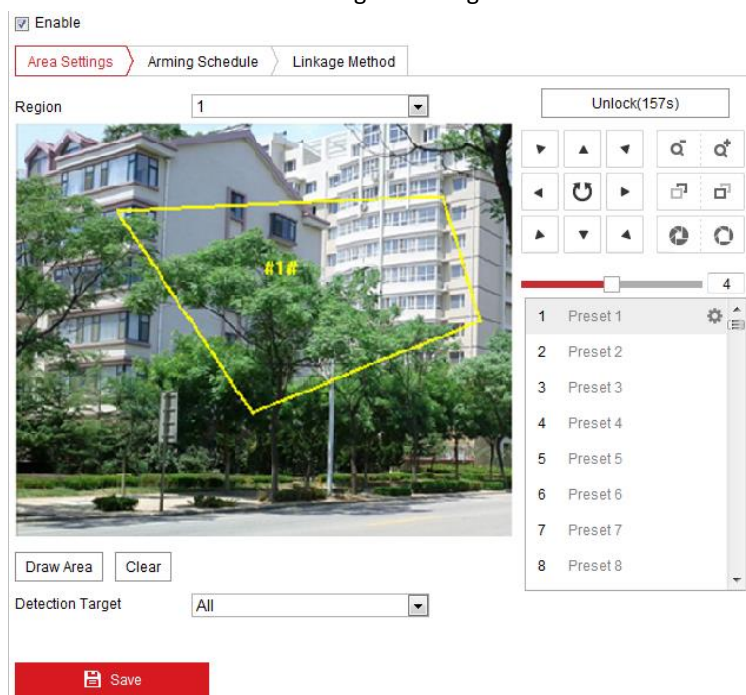 Enable
Area Settings
Arming Schedule
Linkage Method
Region
1
Unlock(157s)
#1#
4
1 Preset 1
2 Preset 2
3 Preset 3
4 Preset 4
5 Preset 5
6 Preset 6
7 Preset 7
8 Preset 8
Draw Area
Clear
Detection Target
All
Save